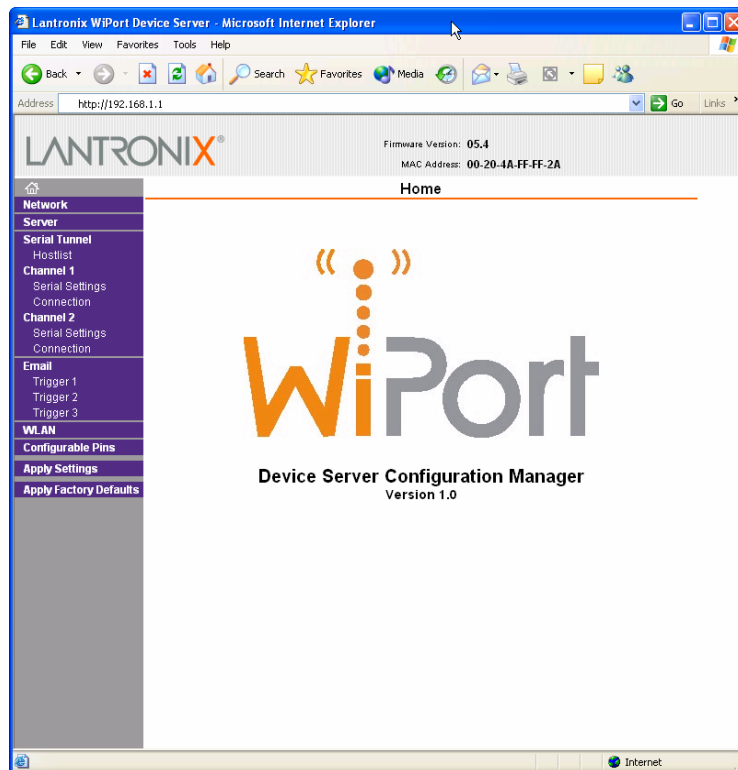 Lantronix WiPort Device Server - Microsoft Internet Explorer
File Edit View Favorites Tools Help
Back Search Favorites Media
Address http://192.168.1.1 Go Links
LANTRONIX®
Firmware Version: 05.4
MAC Address: 00-20-4A-FF-FF-2A
Home
Network
Server
Serial Tunnel
Hostlist
Channel 1
Serial Settings
Connection
Channel 2
Serial Settings
Connection
Email
Trigger 1
Trigger 2
Trigger 3
WLAN
Configurable Pins
Apply Settings
Apply Factory Defaults
WiPort
Device Server Configuration Manager
Version 1.0
Internet